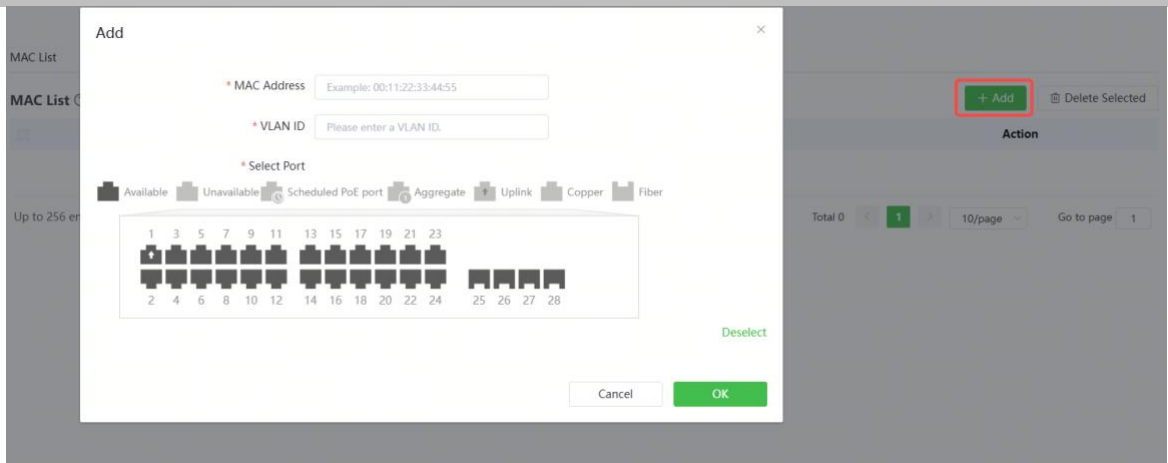 Add
MAC List
MAC List
+ Add
Delete Selected
* MAC Address
Example: 00:11:22:33:44:55
* VLAN ID
Please enter a VLAN ID.
Action
* Select Port
Available Unavailable Scheduled PoE port Aggregate Uplink Copper Fiber
Up to 256 en
Total 0 1 10/page Go to page 1
1 3 5 7 9 11 13 15 17 19 21 23
2 4 6 8 10 12 14 16 18 20 22 24 25 26 27 28
Deselect
Cancel OK